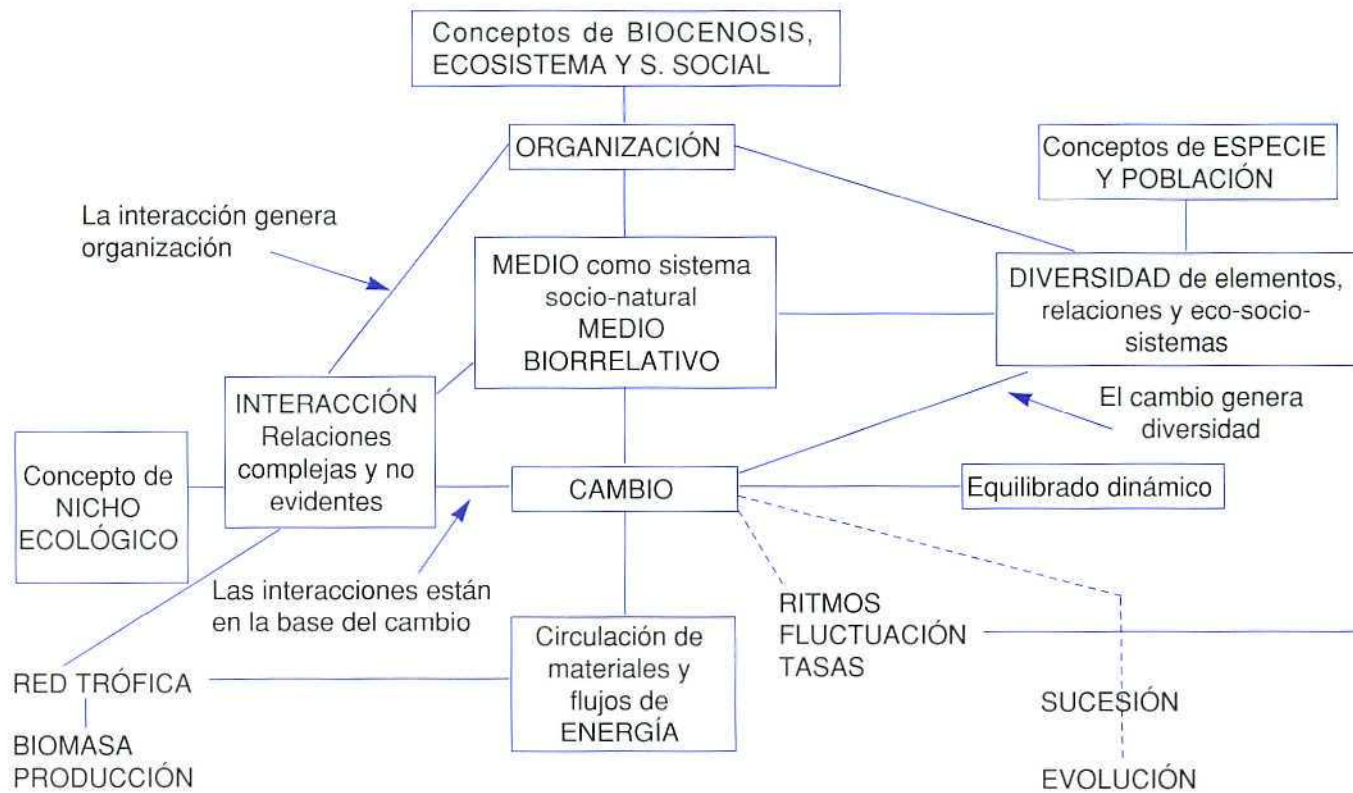 Conceptos de BIOCENOSIS,
ECOSISTEMA Y S. SOCIAL
ORGANIZACIÓN
Conceptos de ESPECIE
Y POBLACIÓN
La interacción genera
organización
MEDIO como sistema
socio-natural
MEDIO
BIORRELATIVO
DIVERSIDAD de elementos,
relaciones y eco-socio-
sistemas
INTERACCIÓN
Relaciones
complejas y no
evidentes
El cambio genera
diversidad
Concepto de
NICHO
ECOLÓGICO
CAMBIO
Equilibrado dinámico
Las interacciones están
en la base del cambio
RITMOS
FLUCTUACIÓN
TASAS
Circulación de
materiales y
flujos de
ENERGÍA
RED TRÓFICA
SUCESIÓN
BIOMASA
PRODUCCIÓN
EVOLUCIÓN